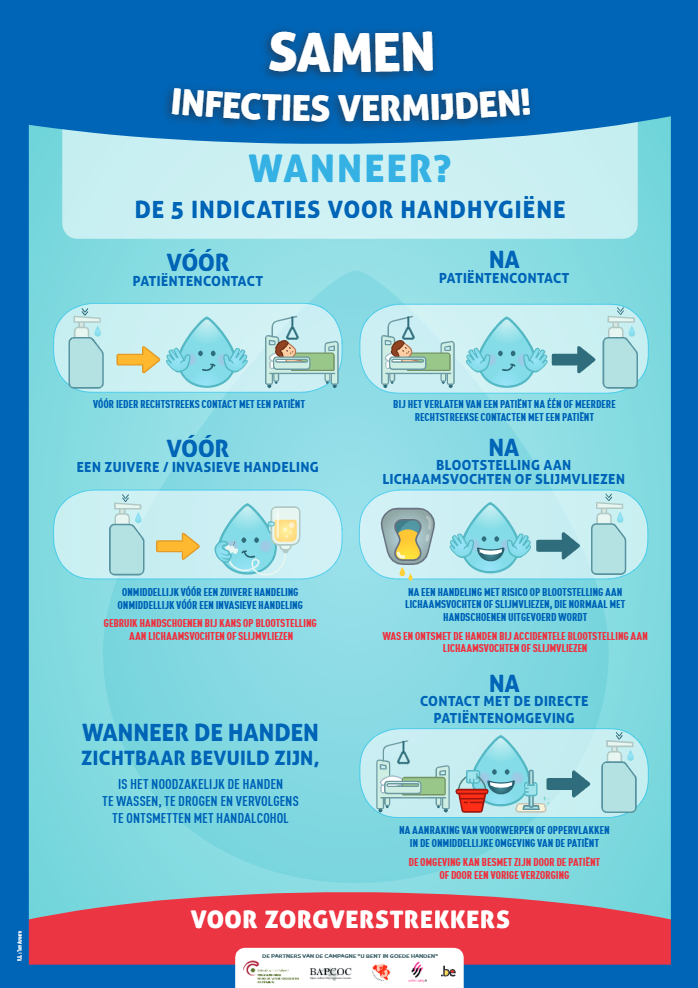 SAMEN
INFECTIES VERMIJDEN!
WANNEER?
DE 5 INDICATIES VOOR HANDHYGIËNE
VÓÓR
PATIËNTENCONTACT
VÓÓR IEDER RECHTSTREEKS CONTACT MET EEN PATIËNT
NA
PATIËNTENCONTACT
BIJ HET VERLATEN VAN EEN PATIËNT NA ÉÉN OF MEERDERE
RECHTSTREEKSE CONTACTEN MET EEN PATIËNT
VÓÓR
EEN ZUIVERE / INVASIEVE HANDELING
ONMIDDELLIJK VÓÓR EEN ZUIVERE HANDELING
ONMIDDELLIJK VÓÓR EEN INVASIEVE HANDELING
GEBRUIK HANDSCHOENEN BIJ KANS OP BLOOTSTELLING
AAN LICHAAMSVOCHTEN OF SLIJMVLIEZEN
NA
BLOOTSTELLING AAN
LICHAAMSVOCHTEN OF SLIJMVLIEZEN
NA EEN HANDELING MET RISICO OP BLOOTSTELLING AAN
LICHAAMSVOCHTEN OF SLIJMVLIEZEN, DIE NORMAAL MET
HANDSCHOENEN UITGEVOERD WORDT
WAS EN ONTSMET DE HANDEN BIJ ACCIDENTELE BLOOTSTELLING AAN
LICHAAMSVOCHTEN OF SLIJMVLIEZEN
WANNEER DE HANDEN
ZICHTBAAR BEVUILD ZIJN,
IS HET NOODZAKELIJK DE HANDEN
TE WASSEN, TE DROGEN EN VERVOLGENS
TE ONTSMETTEN MET HANDALCOHOL
NA
CONTACT MET DE DIRECTE
PATIËNTENOMGEVING
NA AANRAKING VAN VOORWERPEN OF OPPERVLAKKEN
IN DE ONMIDDELLIJKE OMGEVING VAN DE PATIËNT
DE OMGEVING KAN BESMET ZIJN DOOR DE PATIËNT
OF DOOR EEN VORIGE VERZORGING
VOOR ZORGVERSTREKKERS
DE PARTNERS VAN DE CAMPAGNE "U BENT IN GOEDE HANDEN"
BAPCOC
.be